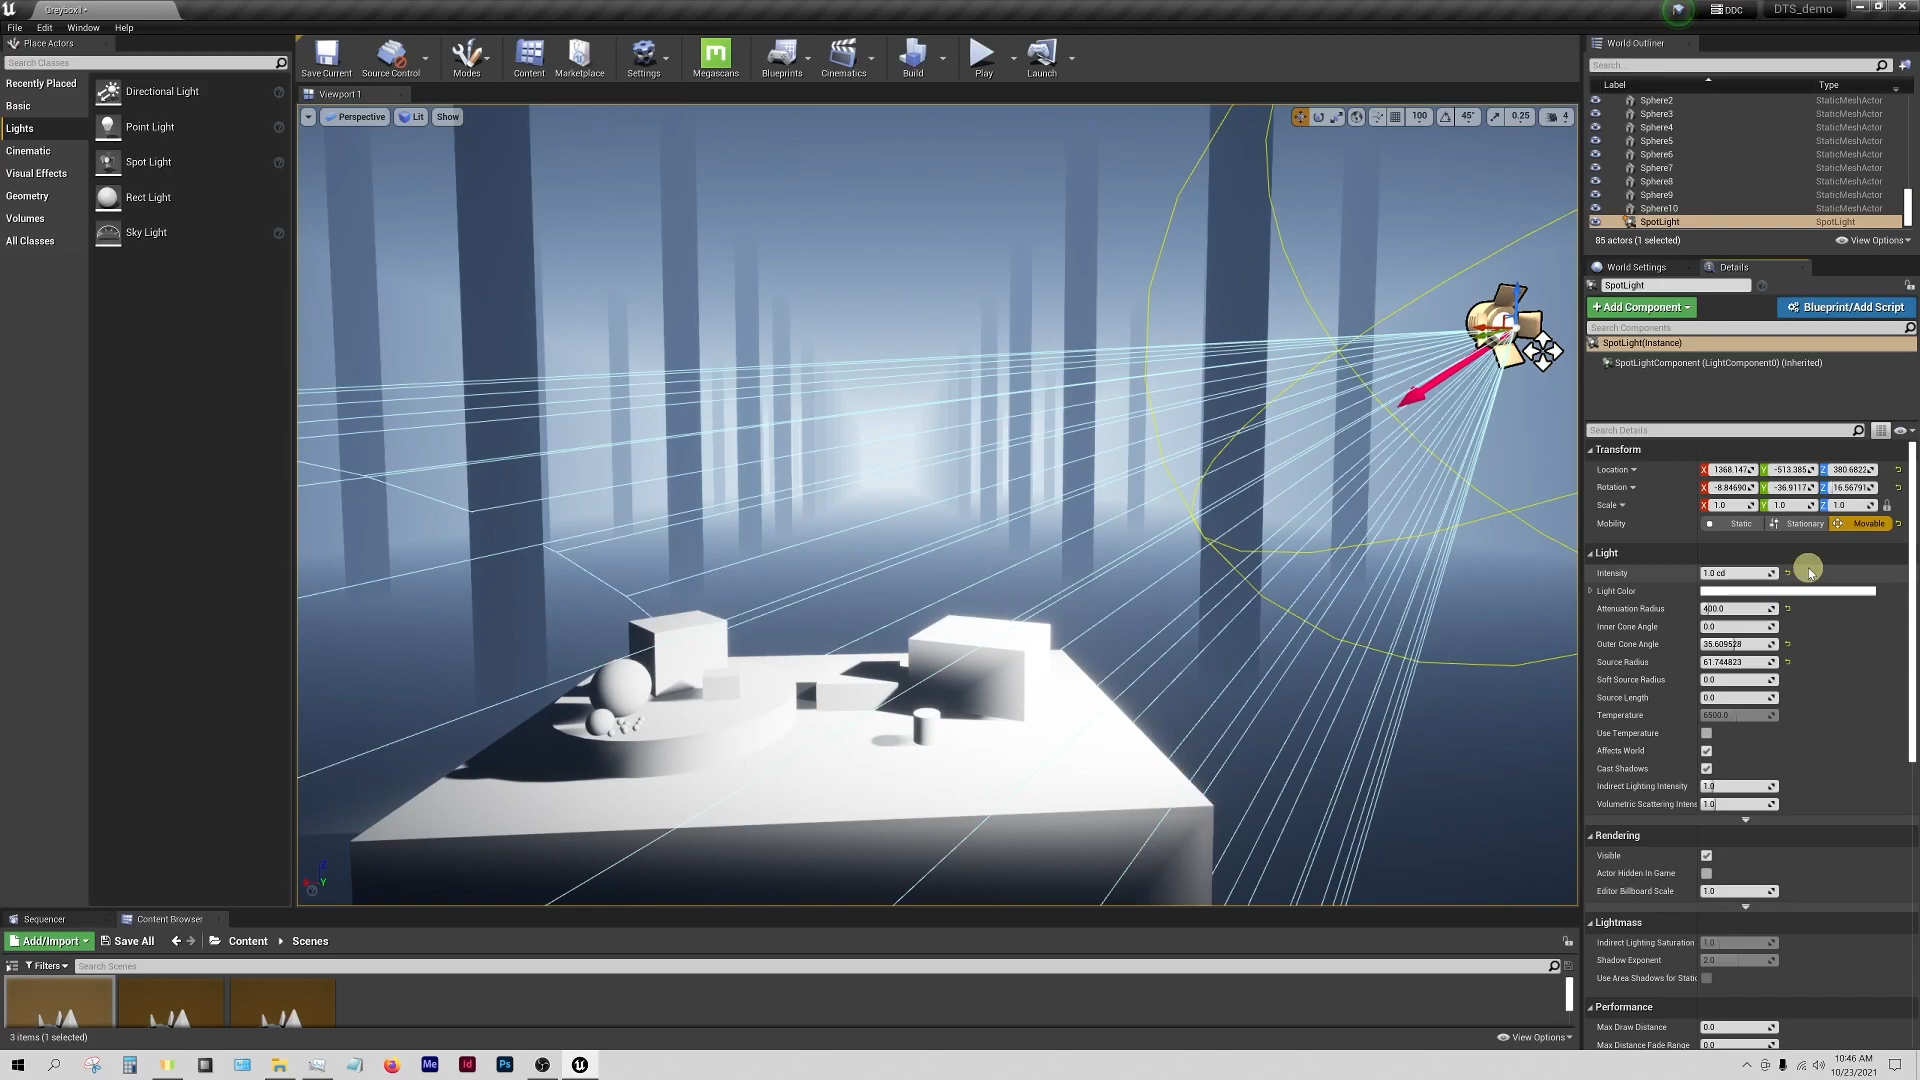 Greybox1•
DDC
DTS_demo
File Edit Window Help
Place Actors
Search Classes
Recently Placed
Basic
Lights
Cinematic
Visual Effects
Geometry
Volumes
All Classes
Directional Light
Point Light
Spot Light
Rect Light
Sky Light
Save Current Source Control Modes Content Marketplace Settings Megascans Blueprints Cinematics Build Play Launch
Viewport 1
Perspective Lit Show
100 45° 0.25 4
World Outliner
Search...
Label Type
Sphere2 StaticMeshActor
Sphere3 StaticMeshActor
Sphere4 StaticMeshActor
Sphere5 StaticMeshActor
Sphere6 StaticMeshActor
Sphere7 StaticMeshActor
Sphere8 StaticMeshActor
Sphere9 StaticMeshActor
Sphere10 StaticMeshActor
SpotLight SpotLight
85 actors (1 selected) View Options
World Settings Details
SpotLight
+ Add Component Blueprint/Add Script
Search Components
SpotLight(Instance)
SpotLightComponent (LightComponent0) (Inherited)
Search Details
Transform
Location X 1368.147 Y -513.385 Z 380.6822
Rotation X -8.84690 Y -36.9117 Z 16.56791
Scale X 1.0 Y 1.0 Z 1.0
Mobility Static Stationary Movable
Light
Intensity 1.0 cd
Light Color
Attenuation Radius 400.0
Inner Cone Angle 0.0
Outer Cone Angle 35.609528
Source Radius 61.744823
Soft Source Radius 0.0
Source Length 0.0
Temperature 6500.0
Use Temperature
Affects World
Cast Shadows
Indirect Lighting Intensity 1.0
Volumetric Scattering Intens 1.0
Rendering
Visible
Actor Hidden In Game
Editor Billboard Scale 1.0
Lightmass
Indirect Lighting Saturation 1.0
Shadow Exponent 2.0
Use Area Shadows for Static
Performance
Max Draw Distance 0.0
Max Distance Fade Range 0.0
Z
Y
Sequencer Content Browser
Add/Import Save All Content Scenes
Filters Search Scenes
3 items (1 selected) View Options
Me Id Ps
10:46 AM
10/23/2021